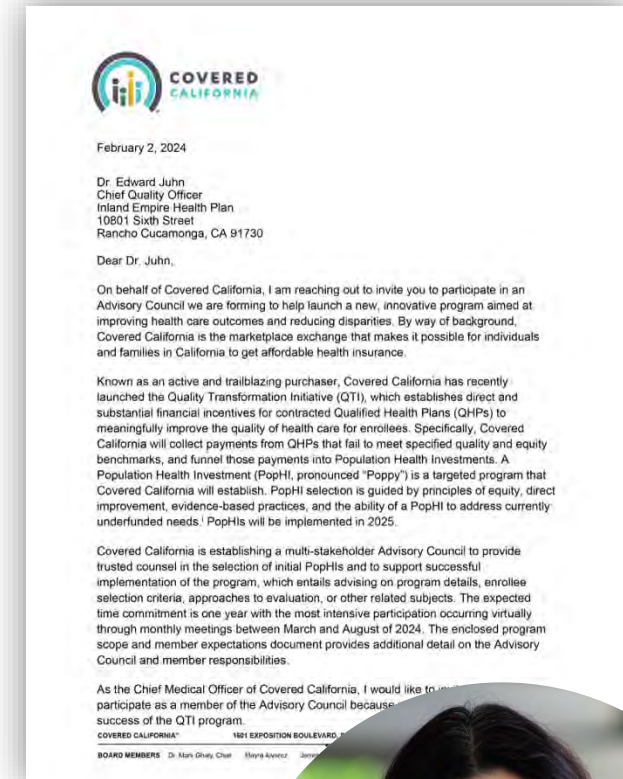 COVERED
CALIFORNIA
February 2, 2024
Dr. Edward Juhn
Chief Quality Officer
Inland Empire Health Plan
10801 Sixth Street
Rancho Cucamonga, CA 91730
Dear Dr. Juhn,
On behalf of Covered California, I am reaching out to invite you to participate in an
Advisory Council we are forming to help launch a new, innovative program aimed at
improving health care outcomes and reducing disparities. By way of background,
Covered California is the marketplace exchange that makes it possible for individuals
and families in California to get affordable health insurance.
Known as an active and trailblazing purchaser, Covered California has recently
launched the Quality Transformation Initiative (QTI), which establishes direct and
substantial financial incentives for contracted Qualified Health Plans (QHPs) to
meaningfully improve the quality of health care for enrollees. Specifically, Covered
California will collect payments from QHPs that fail to meet specified quality and equity
benchmarks, and funnel those payments into Population Health Investments. A
Population Health Investment (PopHI, pronounced “Poppy”) is a targeted program that
Covered California will establish. PopHI selection is guided by principles of equity, direct
improvement, evidence-based practices, and the ability of a PopHI to address currently
underfunded needs.ⁱ PopHIs will be implemented in 2025.
Covered California is establishing a multi-stakeholder Advisory Council to provide
trusted counsel in the selection of initial PopHIs and to support successful
implementation of the program, which entails advising on program details, enrollee
selection criteria, approaches to evaluation, or other related subjects. The expected
time commitment is one year with the most intensive participation occurring virtually
through monthly meetings between March and August of 2024. The enclosed program
scope and member expectations document provides additional detail on the Advisory
Council and member responsibilities.
As the Chief Medical Officer of Covered California, I would like to
participate as a member of the Advisory Council because
success of the QTI program.
COVERED CALIFORNIA™ 1601 EXPOSITION BOULEVARD,
BOARD MEMBERS Dr. Mark Ghaly, Chair